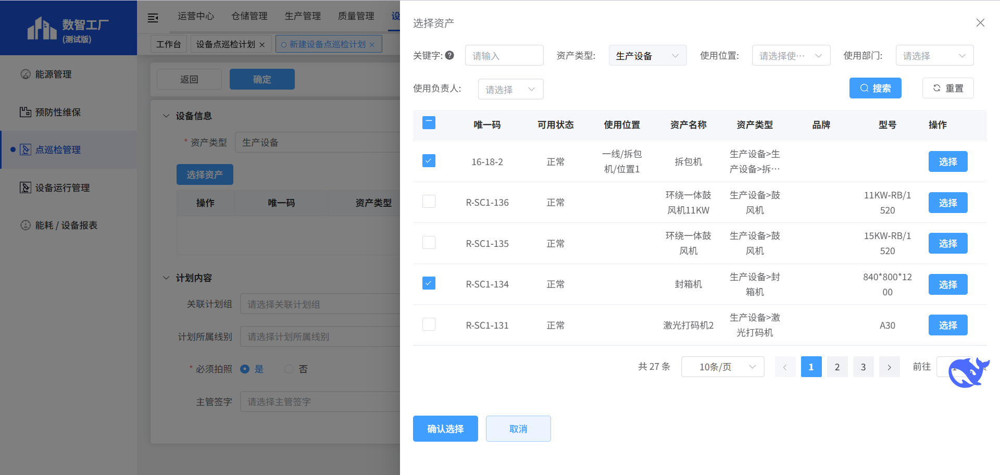 数智工厂
(测试版)
能源管理
预防性维保
点巡检管理
设备运行管理
能耗 / 设备报表
运营中心 仓储管理 生产管理 质量管理
工作台 设备点巡检计划 新建设备点巡检计划
返回 确定
设备信息
* 资产类型 生产设备
选择资产
操作 唯一码 资产类型
计划内容
关联计划组 请选择关联计划组
计划所属线别 请选择计划所属线别
* 必须拍照 是 否
主管签字 请选择主管签字
选择资产
关键字: 请输入 资产类型: 生产设备 使用位置: 请选择使… 使用部门: 请选择
使用负责人: 请选择 搜索 重置
唯一码 可用状态 使用位置 资产名称 资产类型 品牌 型号 操作
16-18-2 正常 一线/拆包机/位置1 拆包机 生产设备>生产设备>拆… 选择
R-SC1-136 正常 环绕一体鼓风机11KW 生产设备>鼓风机 11KW-RB/1520 选择
R-SC1-135 正常 环绕一体鼓风机 生产设备>鼓风机 15KW-RB/1520 选择
R-SC1-134 正常 封箱机 生产设备>封箱机 840*800*1200 选择
R-SC1-131 正常 激光打码机2 生产设备>激光打码机 A30 选择
共 27 条 10条/页 1 2 3 前往
确认选择 取消